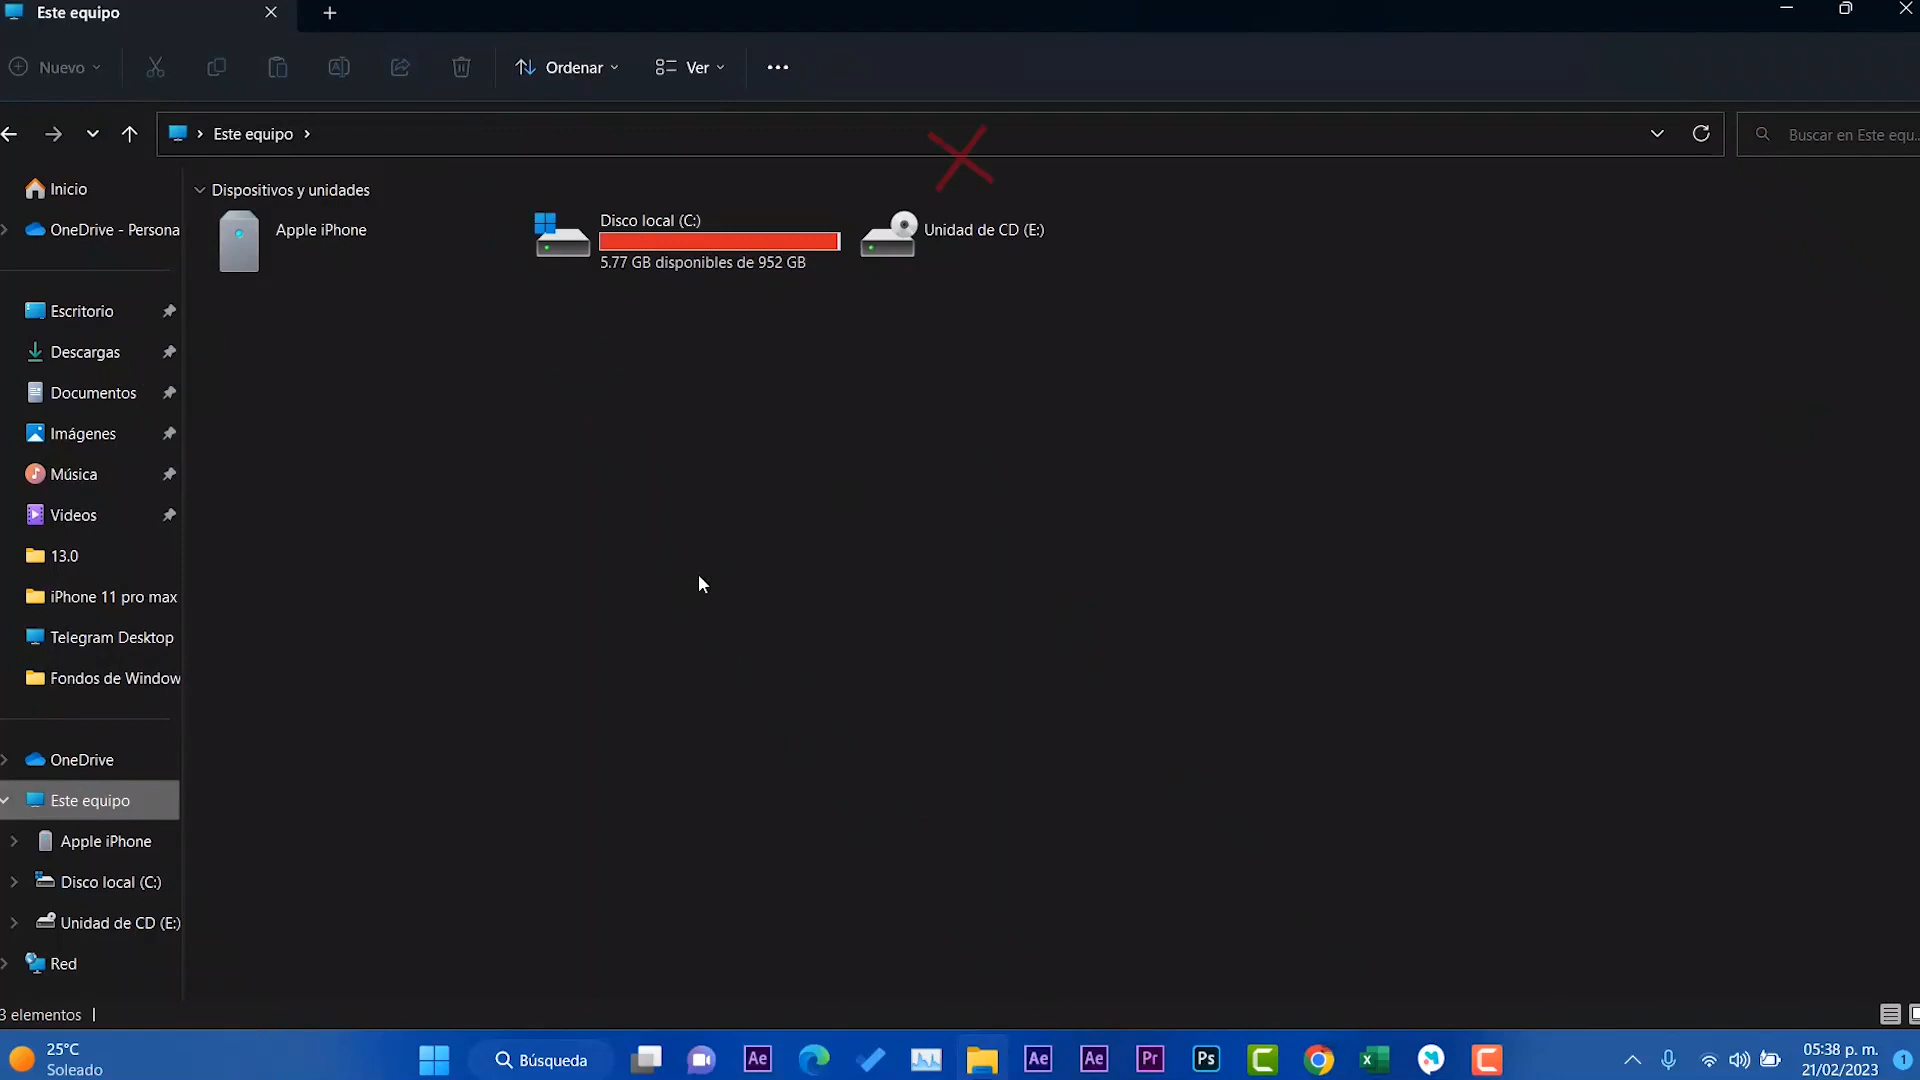 Este equipo
Nuevo
Ordenar
Ver
Este equipo
Buscar en Este equ...
Inicio
OneDrive - Persona
Escritorio
Descargas
Documentos
Imágenes
Música
Videos
13.0
iPhone 11 pro max
Telegram Desktop
Fondos de Window
OneDrive
Este equipo
Apple iPhone
Disco local (C:)
Unidad de CD (E:)
Red
Dispositivos y unidades
Apple iPhone
Disco local (C:)
5.77 GB disponibles de 952 GB
Unidad de CD (E:)
3 elementos
25°C
Soleado
Búsqueda
Ae
Ae
Ae
Pr
Ps
05:38 p. m.
21/02/2023
1